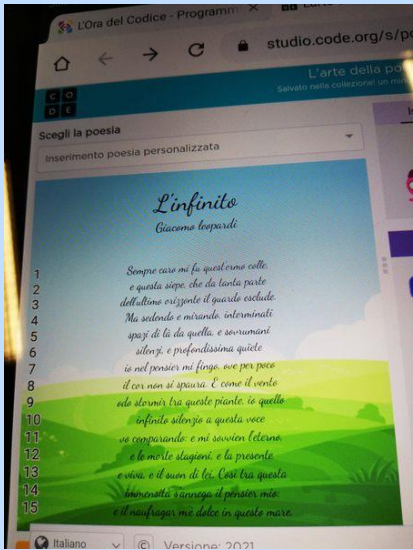 L'Ora del Codice - Programm
studio.code.org/s/po
C O
D E
L'arte della po
Salvato nella collezione! un min
Scegli la poesia
Inserimento poesia personalizzata
L'infinito
Giacomo leopardi
1 Sempre caro mi fu quest'ermo colle,
2 e questa siepe, che da tanta parte
3 dell'ultimo orizzonte il guardo esclude.
4 Ma sedendo e mirando, interminati
5 spazi di là da quella, e sovrumani
6 silenzi, e profondissima quiete
7 io nel pensier mi fingo, ove per poco
8 il cor non si spaura. E come il vento
9 odo stormir tra queste piante, io quello
10 infinito silenzio a questa voce
11 vo comparando: e mi sovvien l'eterno,
12 e le morte stagioni, e la presente
13 e viva, e il suon di lei. Così tra questa
14 immensità s'annega il pensier mio:
15 e il naufragar m'è dolce in questo mare.
Italiano
©
Versione: 2021